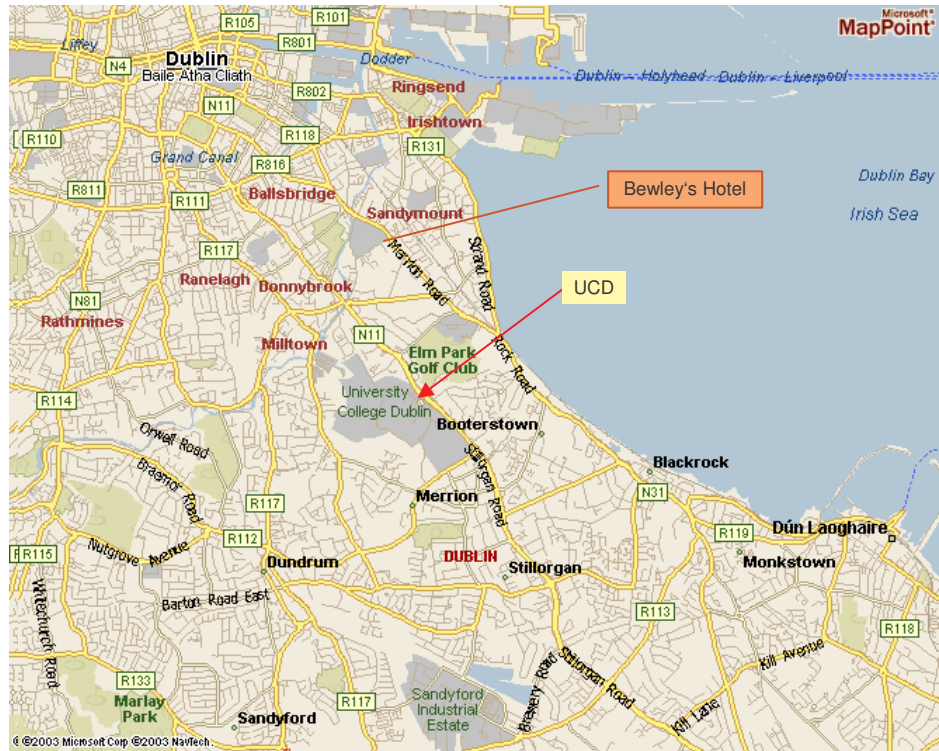 Microsoft®
MapPoint®
R105
R101
Liffey
R801
Dublin
Baile Atha Cliath
N4
Dodder
Dublin - Holyhead
Dublin - Liverpool
Ringsend
R802
N11
Irishtown
R118
R110
R131
Grand Canal
R816
Dublin Bay
R811
Ballsbridge
Bewley's Hotel
R111
Sandymount
Irish Sea
Strand Road
Merrion Road
R117
Ranelagh
Donnybrook
UCD
N81
Rathmines
N11
Milltown
Elm Park
Golf Club
Rock Road
University
College Dublin
R114
Booterstown
Orwell Road
Stillorgan Road
Blackrock
Braemor Road
N31
Merrion
R117
Dún Laoghaire
R119
R112
Nutgrove Avenue
R115
DUBLIN
Monkstown
Dundrum
Stillorgan
Whitechurch Road
Barton Road East
R113
R118
Kill Avenue
Stillorgan Road
Brewery Road
R133
Marlay
Park
R117
Sandyford
Industrial
Estate
Kill Lane
Sandyford
©2003 Microsoft Corp ©2003 NavTech.